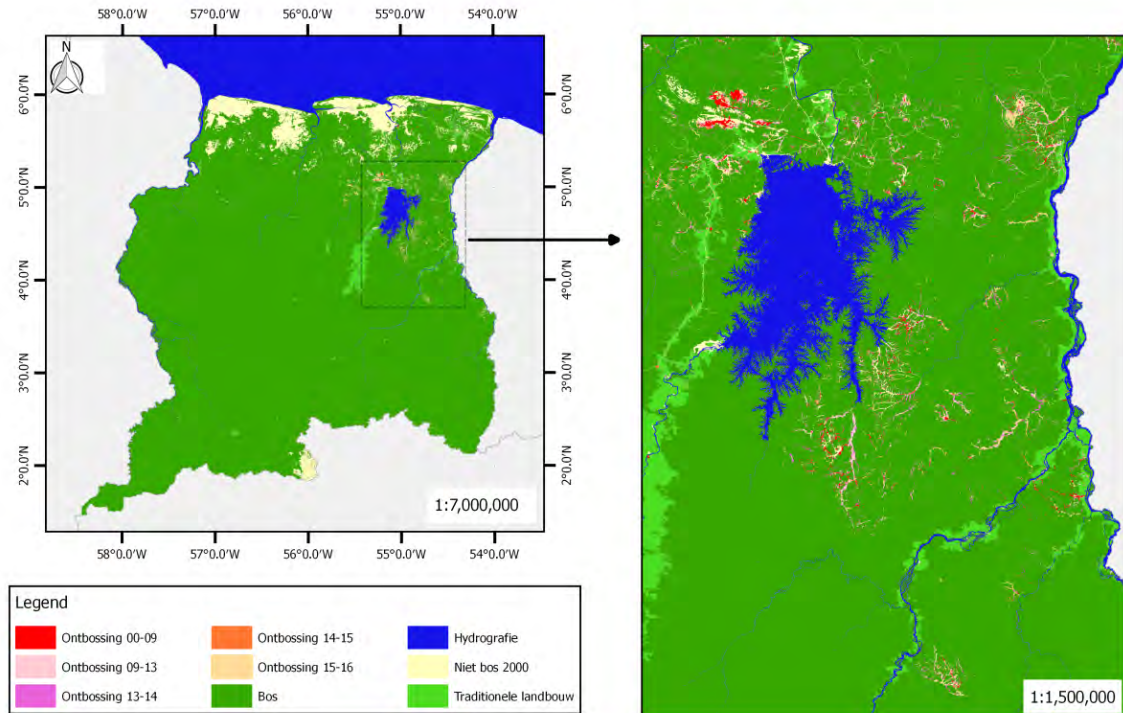 58°0.0'W 57°0.0'W 56°0.0'W 55°0.0'W 54°0.0'W
N
6°0.0'N 6°0.0'N
5°0.0'N 5°0.0'N
4°0.0'N 4°0.0'N
3°0.0'N 3°0.0'N
2°0.0'N 2°0.0'N
1:7,000,000
58°0.0'W 57°0.0'W 56°0.0'W 55°0.0'W 54°0.0'W
Legend
Ontbossing 00-09 Ontbossing 14-15 Hydrografie
Ontbossing 09-13 Ontbossing 15-16 Niet bos 2000
Ontbossing 13-14 Bos Traditionele landbouw
1:1,500,000